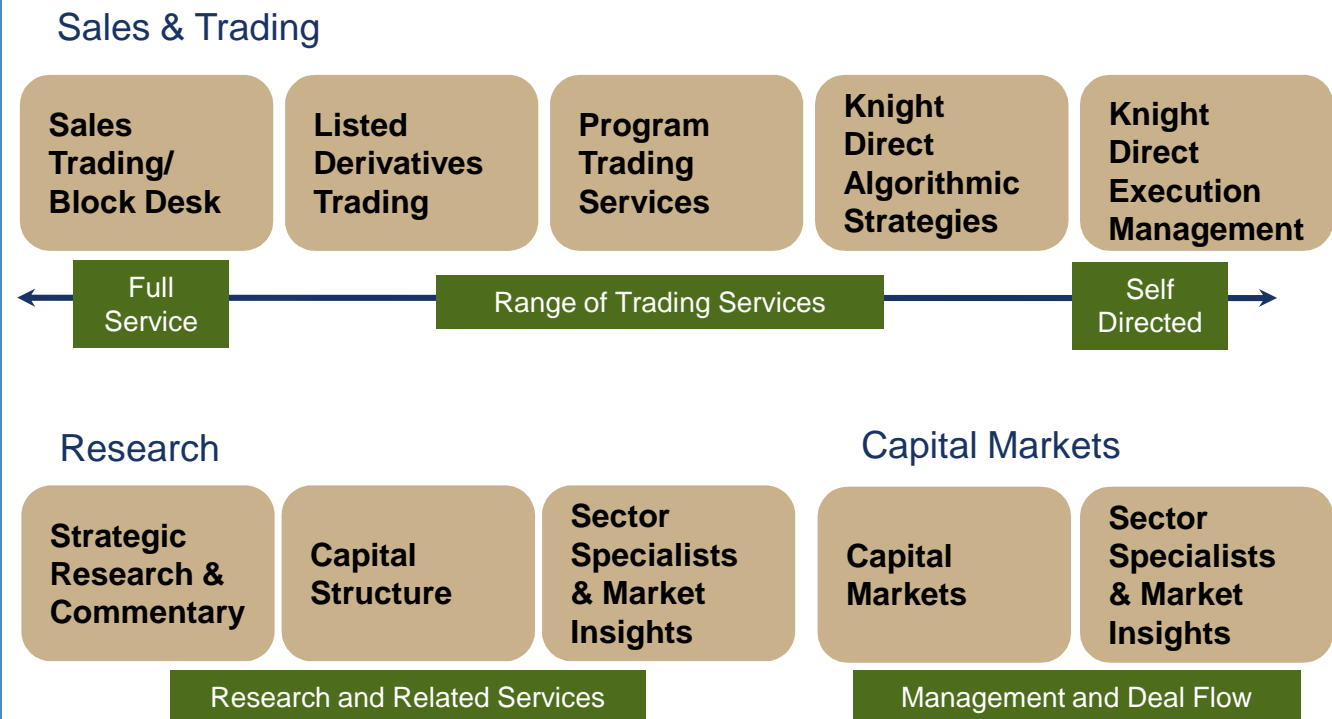 Sales & Trading
Sales
Trading/
Block Desk
Listed
Derivatives
Trading
Program
Trading
Services
Knight
Direct
Algorithmic
Strategies
Knight
Direct
Execution
Management
Full
Service
Range of Trading Services
Self
Directed
Research
Strategic
Research &
Commentary
Capital
Structure
Sector
Specialists
& Market
Insights
Research and Related Services
Capital Markets
Capital
Markets
Sector
Specialists
& Market
Insights
Management and Deal Flow